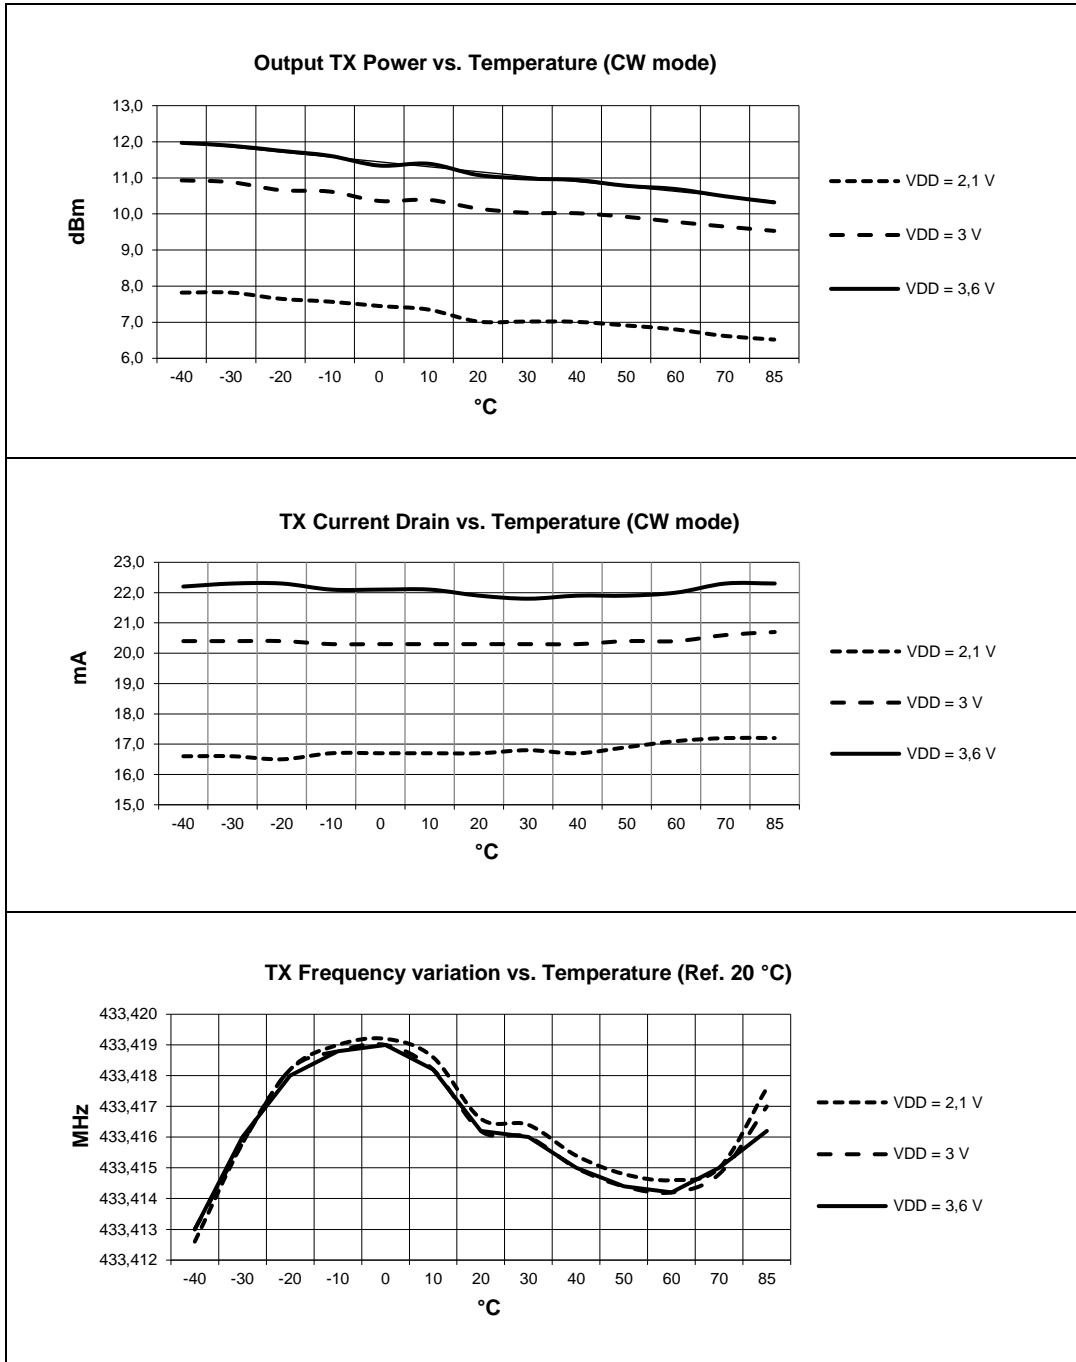 Output TX Power vs. Temperature (CW mode)
13,0
12,0
11,0
10,0
9,0
8,0
7,0
6,0
dBm
-40 -30 -20 -10 0 10 20 30 40 50 60 70 85
°C
VDD = 2,1 V
VDD = 3 V
VDD = 3,6 V
TX Current Drain vs. Temperature (CW mode)
23,0
22,0
21,0
20,0
19,0
18,0
17,0
16,0
15,0
mA
-40 -30 -20 -10 0 10 20 30 40 50 60 70 85
°C
VDD = 2,1 V
VDD = 3 V
VDD = 3,6 V
TX Frequency variation vs. Temperature (Ref. 20 °C)
433,420
433,419
433,418
433,417
433,416
433,415
433,414
433,413
433,412
MHz
-40 -30 -20 -10 0 10 20 30 40 50 60 70 85
°C
VDD = 2,1 V
VDD = 3 V
VDD = 3,6 V